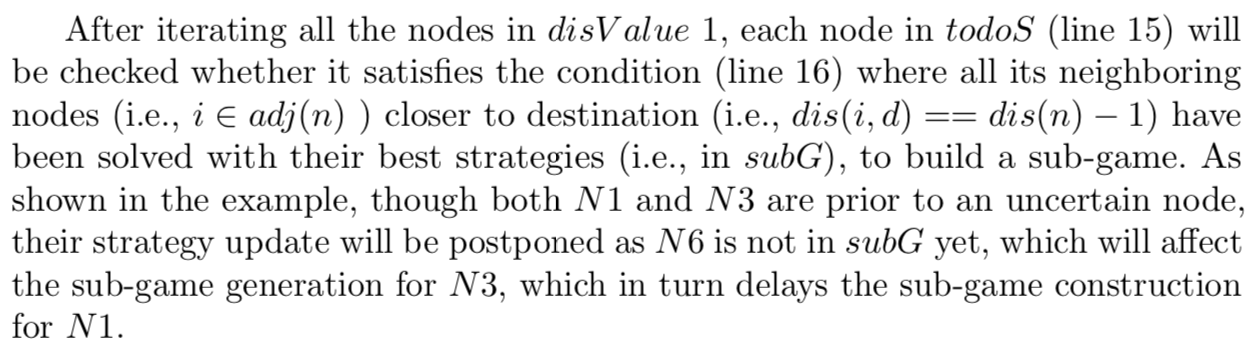 After iterating all the nodes in disValue 1, each node in todoS (line 15) will
be checked whether it satisfies the condition (line 16) where all its neighboring
nodes (i.e., i ∈ adj(n) ) closer to destination (i.e., dis(i, d) == dis(n) − 1) have
been solved with their best strategies (i.e., in subG), to build a sub-game. As
shown in the example, though both N1 and N3 are prior to an uncertain node,
their strategy update will be postponed as N6 is not in subG yet, which will affect
the sub-game generation for N3, which in turn delays the sub-game construction
for N1.